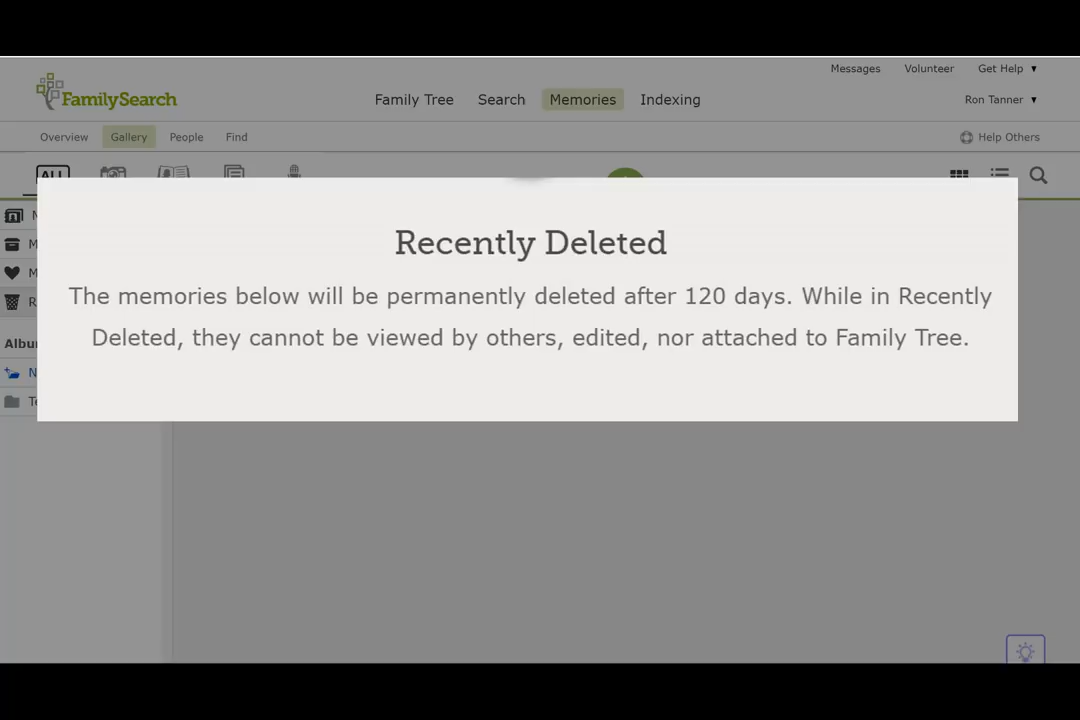 Messages Volunteer Get Help ▼
FamilySearch
Family Tree Search Memories Indexing
Ron Tanner ▼
Overview Gallery People Find
Help Others
ALL
Recently Deleted
The memories below will be permanently deleted after 120 days. While in Recently
Deleted, they cannot be viewed by others, edited, nor attached to Family Tree.